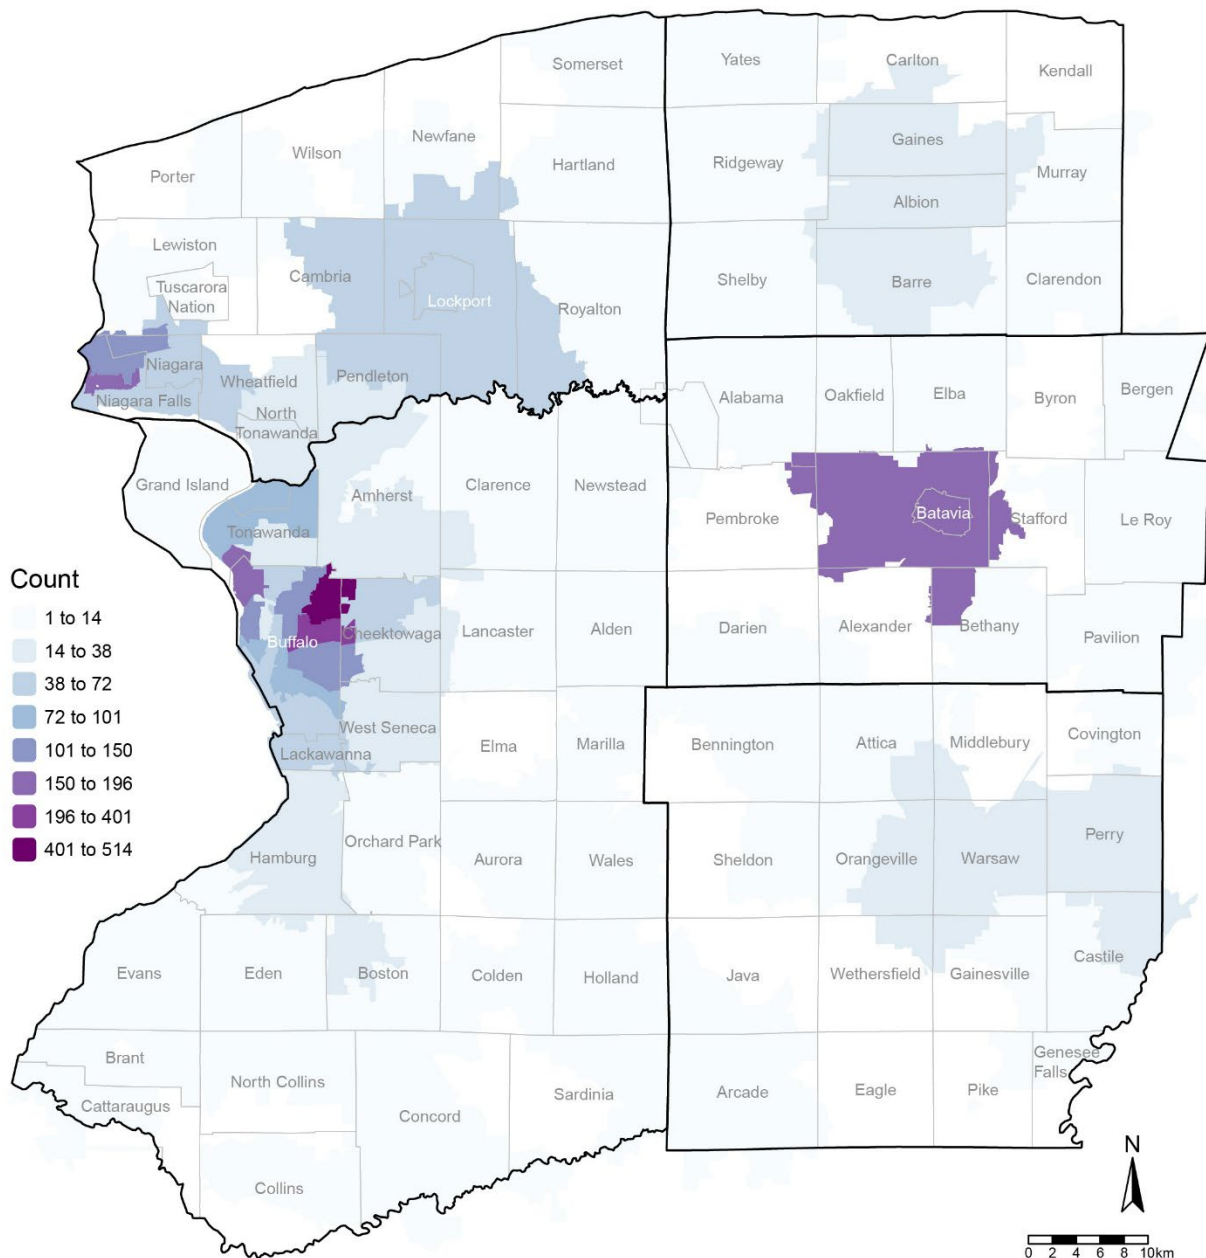 Somerset
Yates
Carlton
Kendall
Newfane
Wilson
Hartland
Ridgeway
Gaines
Murray
Porter
Albion
Lewiston
Tuscarora
Nation
Cambria
Lockport
Royalton
Shelby
Barre
Clarendon
Niagara
Wheatfield
Pendleton
Niagara Falls
North
Tonawanda
Alabama
Oakfield
Elba
Byron
Bergen
Grand Island
Amherst
Clarence
Newstead
Tonawanda
Pembroke
Batavia
Stafford
Le Roy
Count
1 to 14
14 to 38
38 to 72
72 to 101
101 to 150
150 to 196
196 to 401
401 to 514
Buffalo
Cheektowaga
Lancaster
Alden
Darien
Alexander
Bethany
Pavilion
West Seneca
Lackawanna
Elma
Marilla
Bennington
Attica
Middlebury
Covington
Hamburg
Orchard Park
Aurora
Wales
Sheldon
Orangeville
Warsaw
Perry
Evans
Eden
Boston
Colden
Holland
Java
Wethersfield
Gainesville
Castile
Brant
North Collins
Cattaraugus
Concord
Sardinia
Arcade
Eagle
Pike
Genesee
Falls
Collins
N
0 2 4 6 8 10km